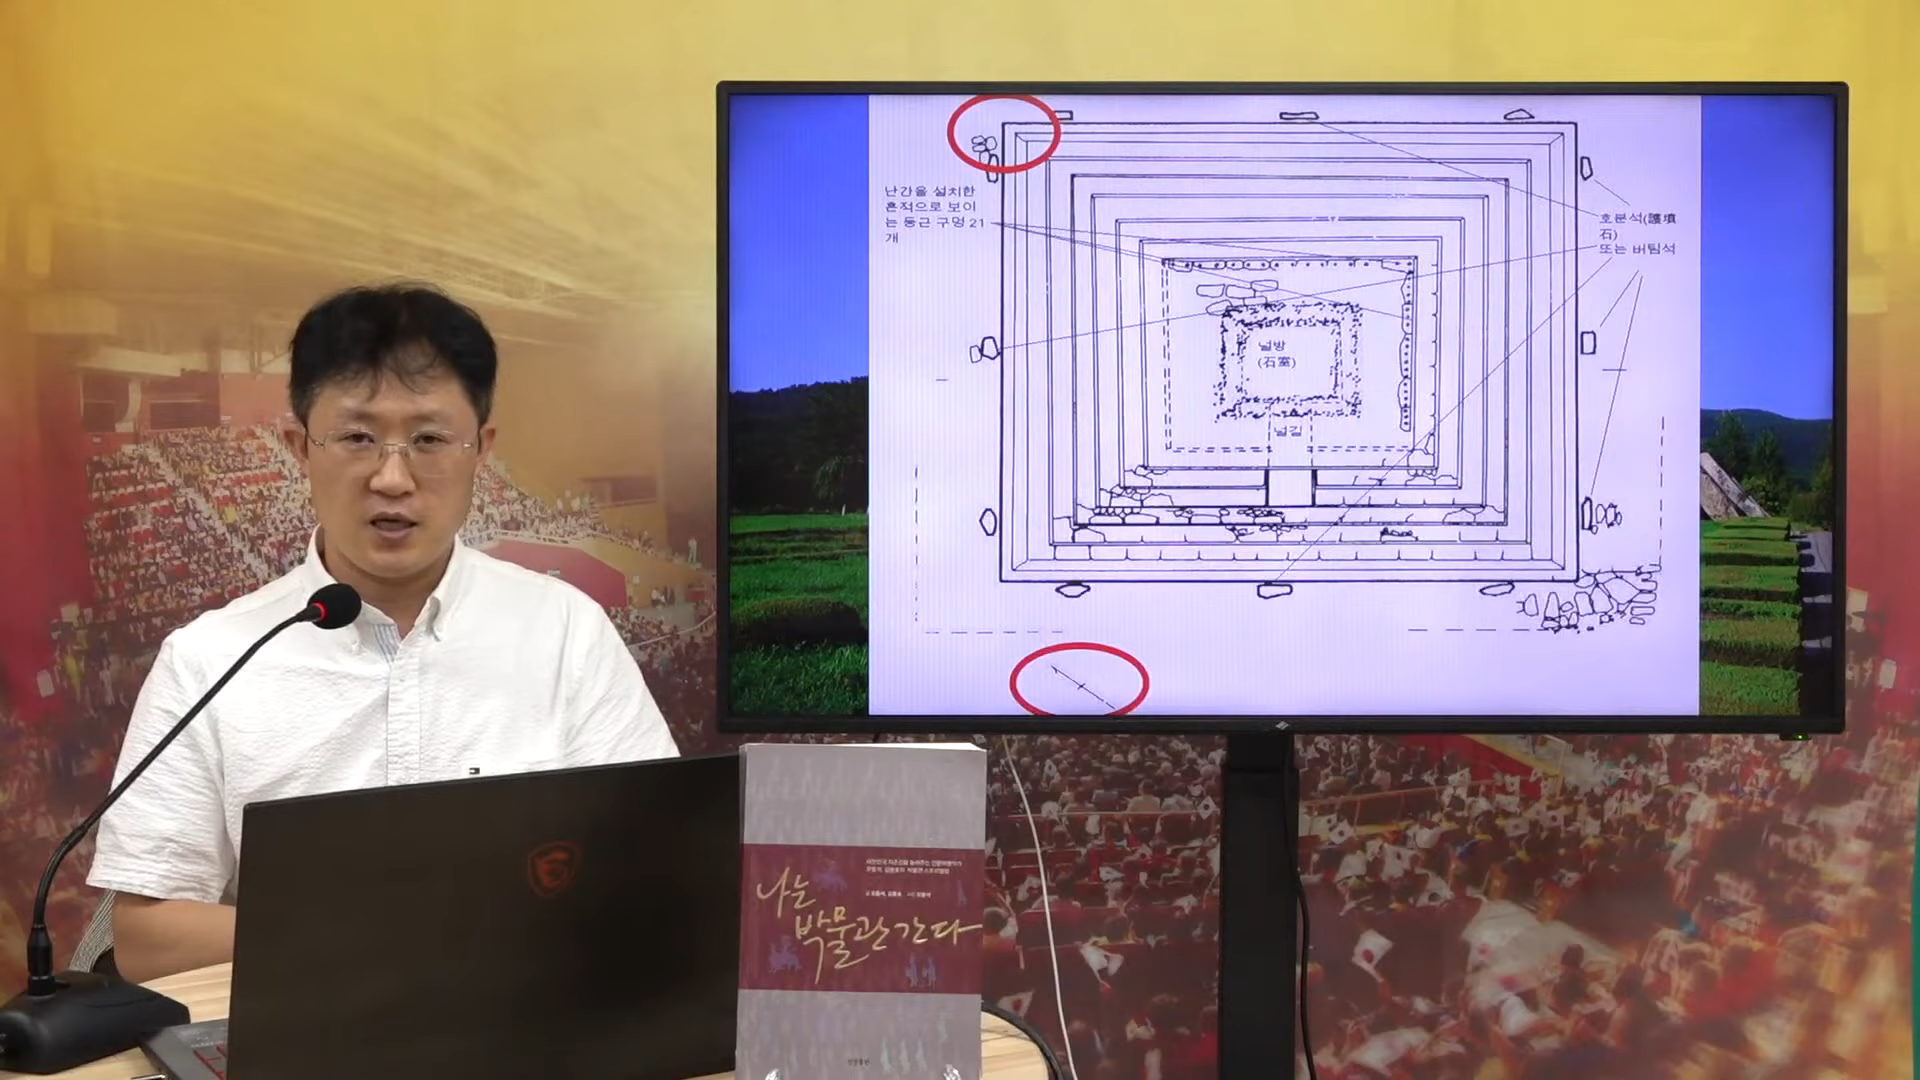 난간을 설치한
흔적으로 보이
는 둥근 구멍 21
개
호분석(護墳
石)
또는 버팀석
널방
(石室)
널길
나는
박물관 간다